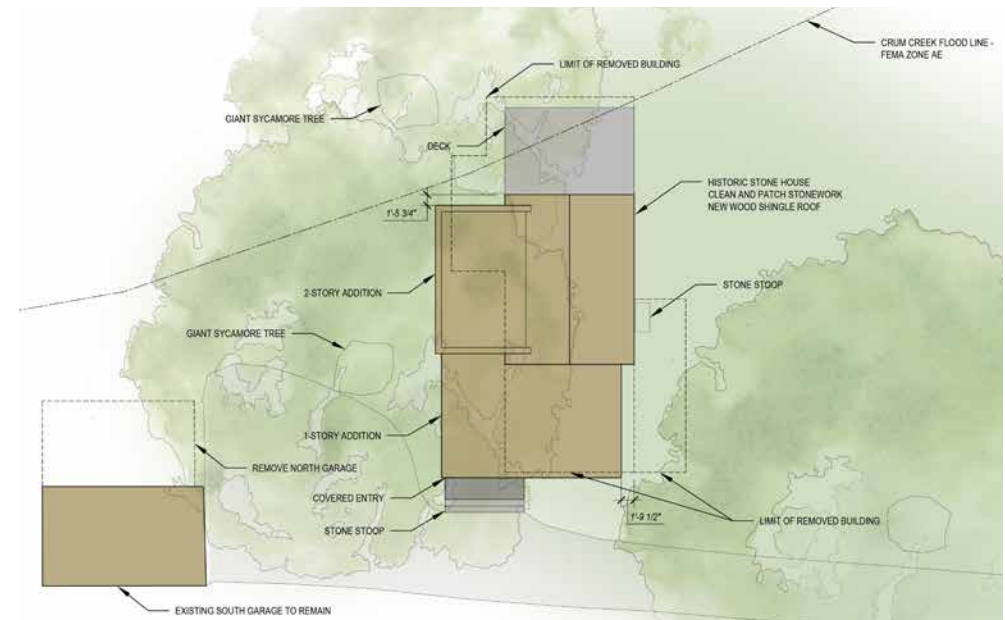 CRUM CREEK FLOOD LINE -
FEMA ZONE AE
LIMIT OF REMOVED BUILDING
GIANT SYCAMORE TREE
DECK
HISTORIC STONE HOUSE
CLEAN AND PATCH STONEWORK
NEW WOOD SHINGLE ROOF
1'-5 3/4"
2-STORY ADDITION
STONE STOOP
GIANT SYCAMORE TREE
1-STORY ADDITION
REMOVE NORTH GARAGE
COVERED ENTRY
STONE STOOP
1'-9 1/2"
LIMIT OF REMOVED BUILDING
EXISTING SOUTH GARAGE TO REMAIN